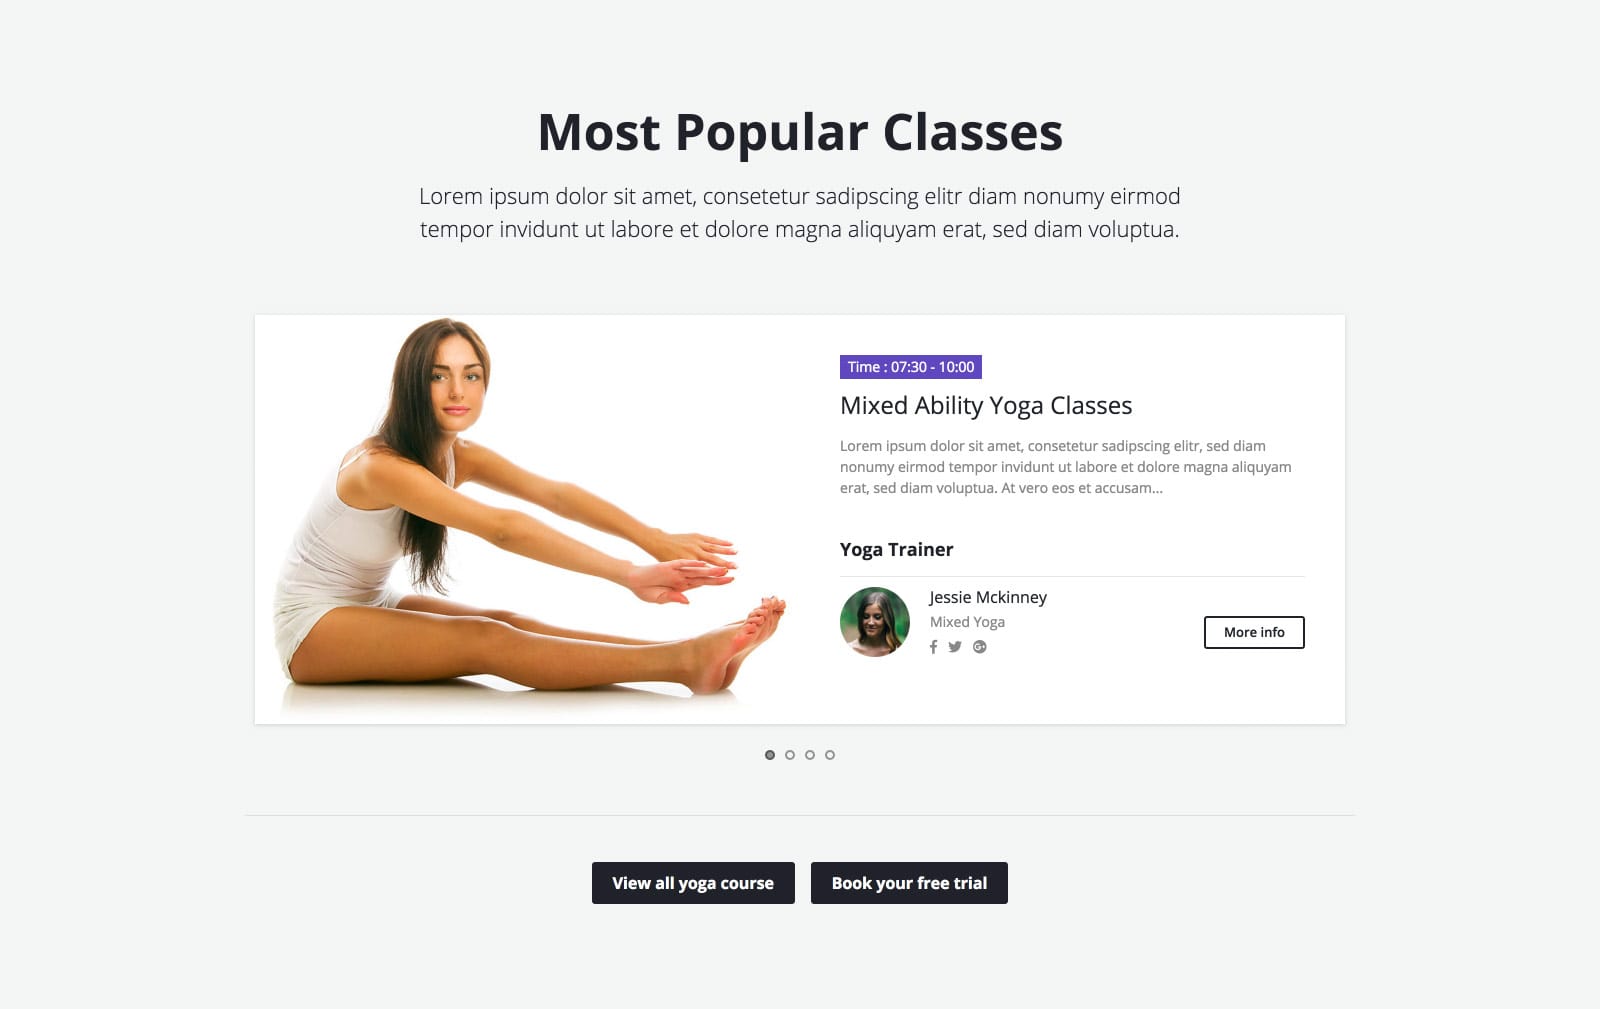 Most Popular Classes
Lorem ipsum dolor sit amet, consetetur sadipscing elitr diam nonumy eirmod
tempor invidunt ut labore et dolore magna aliquyam erat, sed diam voluptua.
Time : 07:30 - 10:00
Mixed Ability Yoga Classes
Lorem ipsum dolor sit amet, consetetur sadipscing elitr, sed diam
nonumy eirmod tempor invidunt ut labore et dolore magna aliquyam
erat, sed diam voluptua. At vero eos et accusam...
Yoga Trainer
Jessie Mckinney
Mixed Yoga
More info
View all yoga course
Book your free trial